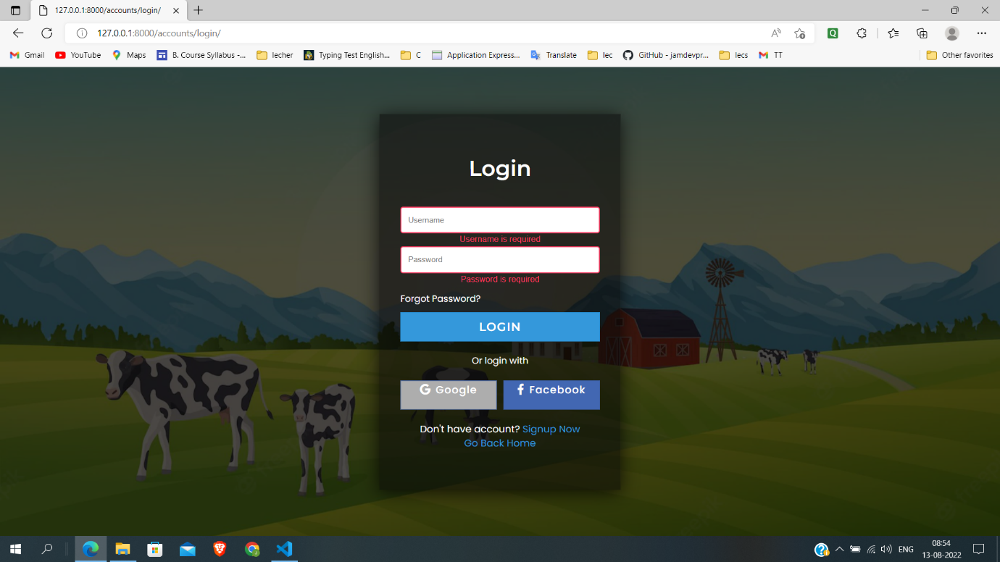 127.0.0.1:8000/accounts/login/
127.0.0.1:8000/accounts/login/
Gmail YouTube Maps B. Course Syllabus -... lecher Typing Test English... C Application Express... Translate lec GitHub - jamdevpr... lecs TT Other favorites
Login
Username
Username is required
Password
Password is required
Forgot Password?
LOGIN
Or login with
Google Facebook
Don't have account? Signup Now
Go Back Home
ENG 08:54
13-08-2022